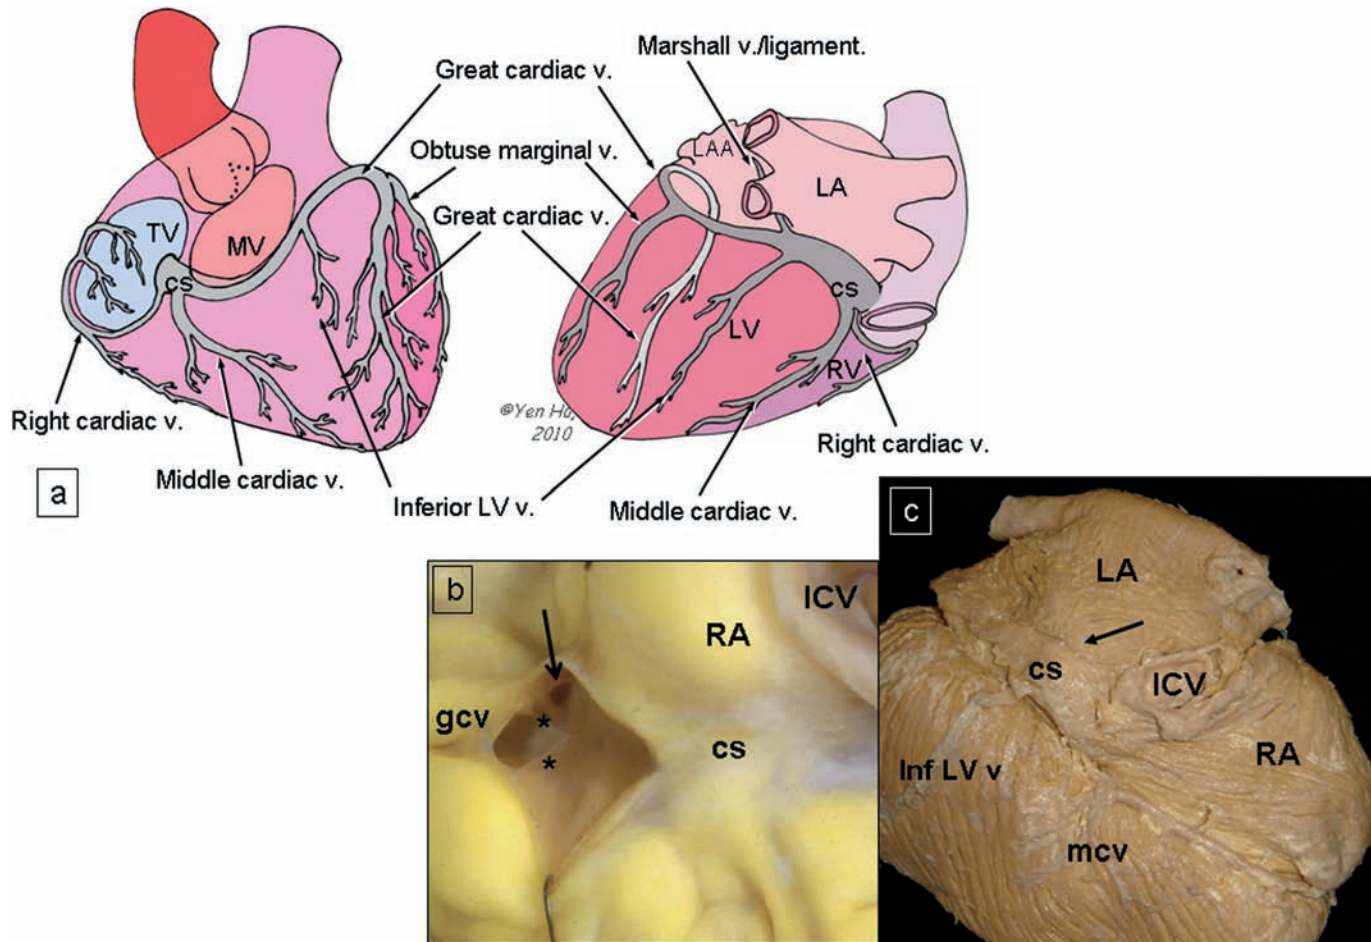 Marshall v./ligament.
Great cardiac v.
Obtuse marginal v.
LAA
LA
Great cardiac v.
TV
MV
cs
cs
LV
RV
©Yen Ho,
2010
Right cardiac v.
Right cardiac v.
Middle cardiac v.
Inferior LV v.
Middle cardiac v.
a
b
ICV
RA
gcv
*
*
cs
c
LA
cs
ICV
RA
Inf LV v
mcv